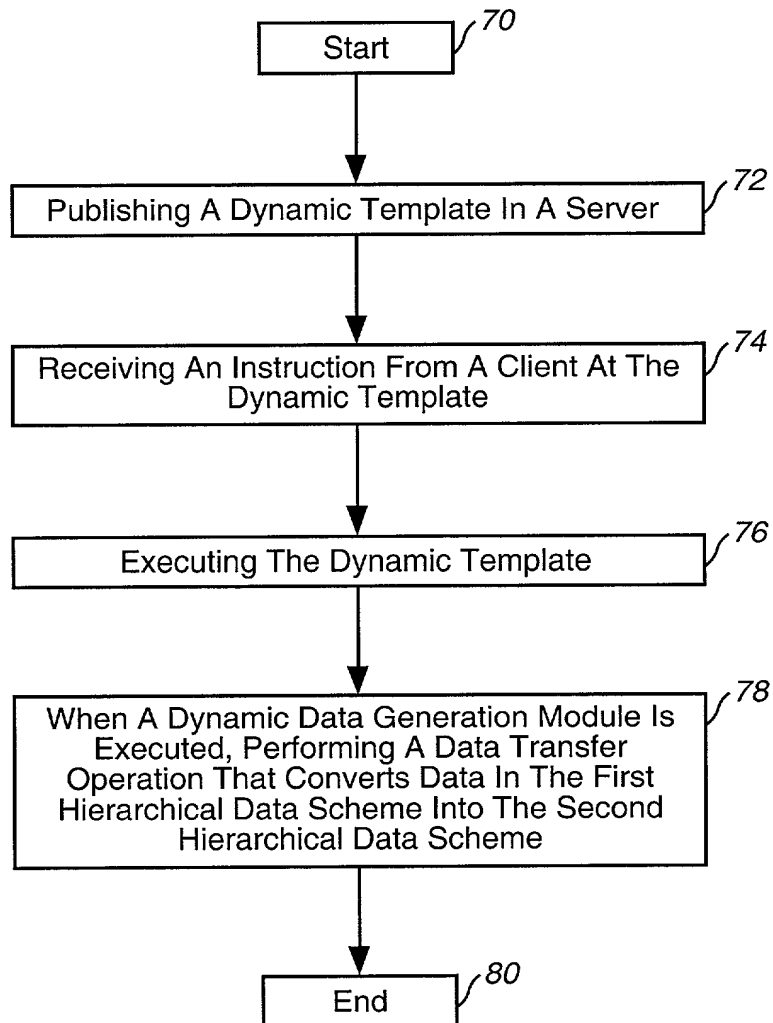 70
Start
72
Publishing A Dynamic Template In A Server
74
Receiving An Instruction From A Client At The
Dynamic Template
76
Executing The Dynamic Template
78
When A Dynamic Data Generation Module Is
Executed, Performing A Data Transfer
Operation That Converts Data In The First
Hierarchical Data Scheme Into The Second
Hierarchical Data Scheme
80
End